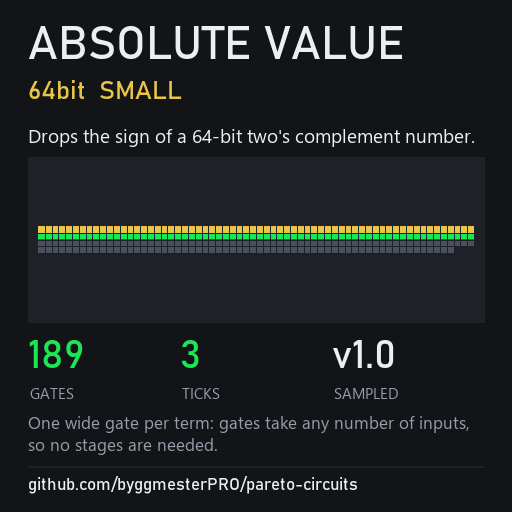 ABSOLUTE VALUE
64bit SMALL
Drops the sign of a 64-bit two's complement number.
189 3 v1.0
GATES TICKS SAMPLED
One wide gate per term: gates take any number of inputs,
so no stages are needed.
github.com/byggmesterPRO/pareto-circuits